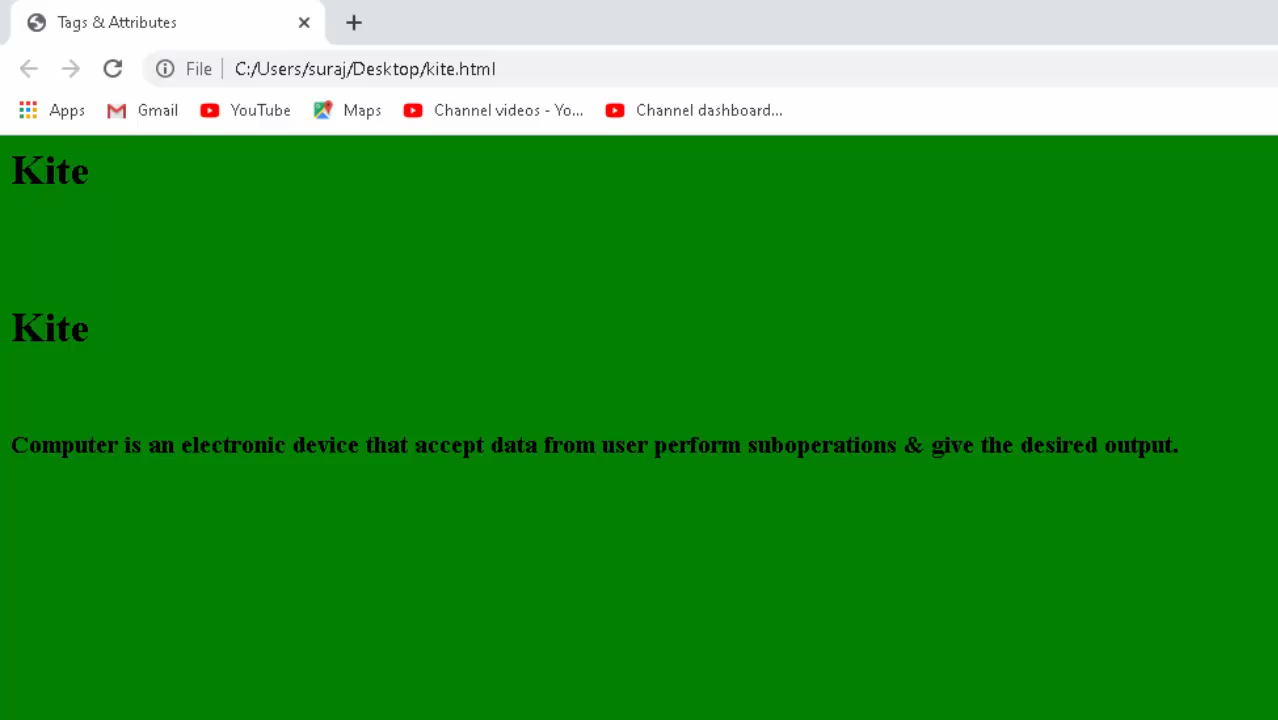 Tags & Attributes
File C:/Users/suraj/Desktop/kite.html
Apps Gmail YouTube Maps Channel videos - Yo... Channel dashboard...
Kite
Kite
Computer is an electronic device that accept data from user perform suboperations & give the desired output.